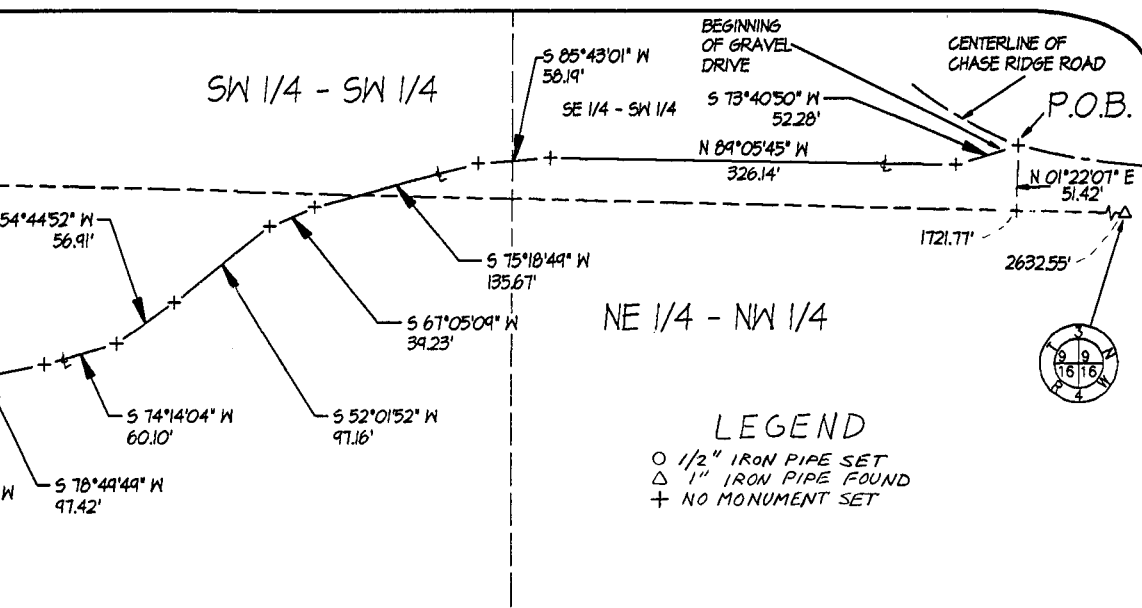 SW 1/4 - SW 1/4
S 85°43'01" W
58.19'
SE 1/4 - SW 1/4
BEGINNING
OF GRAVEL
DRIVE
CENTERLINE OF
CHASE RIDGE ROAD
P.O.B.
S 73°40'50" W
52.28'
N 89°05'45" W
326.14'
N 01°22'07" E
51.42'
1721.77'
2632.55'
54°44'52" W
56.91'
S 75°18'49" W
135.67'
S 67°05'09" W
39.23'
NE 1/4 - NW 1/4
S 74°14'04" W
60.10'
S 52°01'52" W
97.16'
S 78°49'49" W
97.42'
W
T 3 N
9 9
16 16
R 4 W
LEGEND
1/2" IRON PIPE SET
1" IRON PIPE FOUND
NO MONUMENT SET